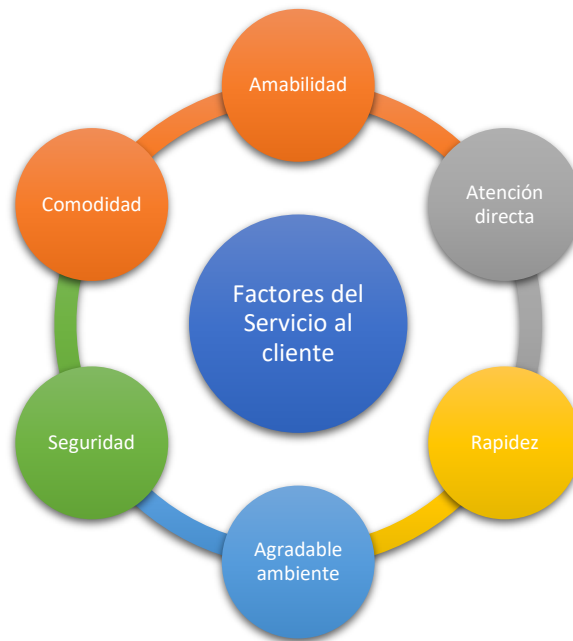 Amabilidad
Atención
directa
Rapidez
Agradable
ambiente
Seguridad
Comodidad
Factores del
Servicio al
cliente